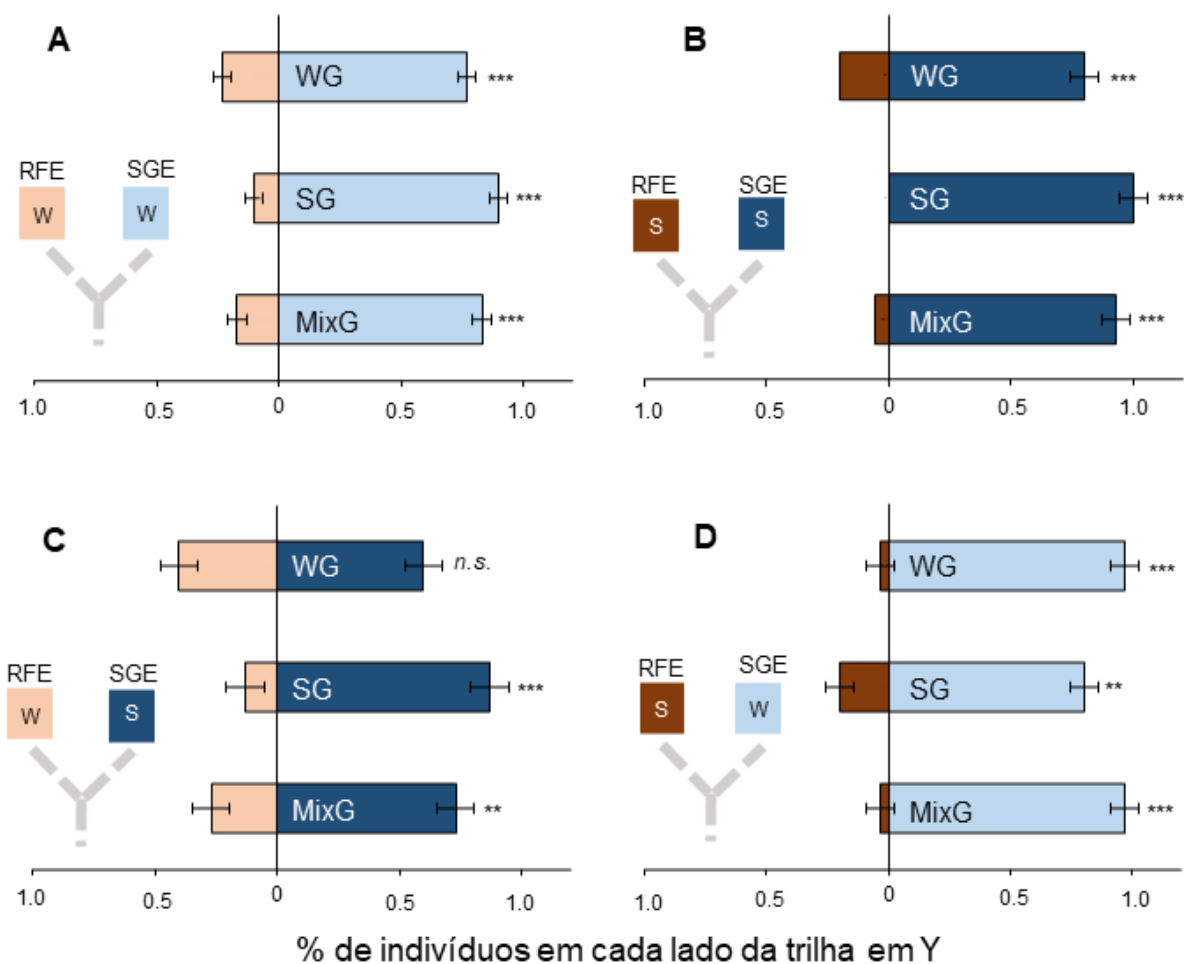 A
WG ***
RFE SGE
W W
SG ***
MixG ***
1.0 0.5 0 0.5 1.0
B
WG ***
RFE SGE
S S
SG ***
MixG ***
1.0 0.5 0 0.5 1.0
C
WG n.s.
RFE SGE
W S
SG ***
MixG **
1.0 0.5 0 0.5 1.0
D
WG ***
RFE SGE
S W
SG **
MixG ***
1.0 0.5 0 0.5 1.0
% de indivíduos em cada lado da trilha em Y